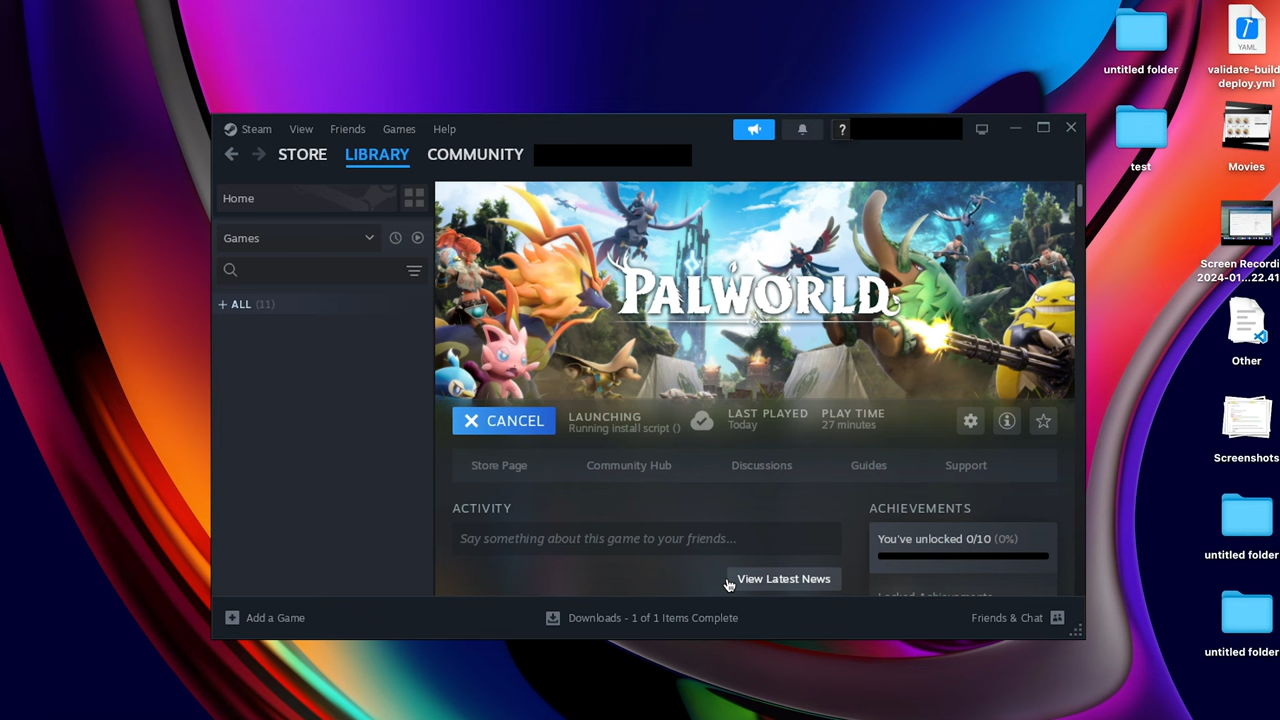 Steam View Friends Games Help
?
STORE LIBRARY COMMUNITY
Home
Games
+ ALL (11)
PALWORLD
CANCEL
LAUNCHING
Running install script ()
LAST PLAYED
Today
PLAY TIME
27 minutes
Store Page Community Hub Discussions Guides Support
ACTIVITY
Say something about this game to your friends...
View Latest News
ACHIEVEMENTS
You've unlocked 0/10 (0%)
Locked Achievements
Add a Game
Downloads - 1 of 1 Items Complete
Friends & Chat
untitled folder
YAML
validate-build
deploy.yml
test
Movies
Screen Recordi
2024-01...22.41
Other
Screenshots
untitled folder
untitled folder